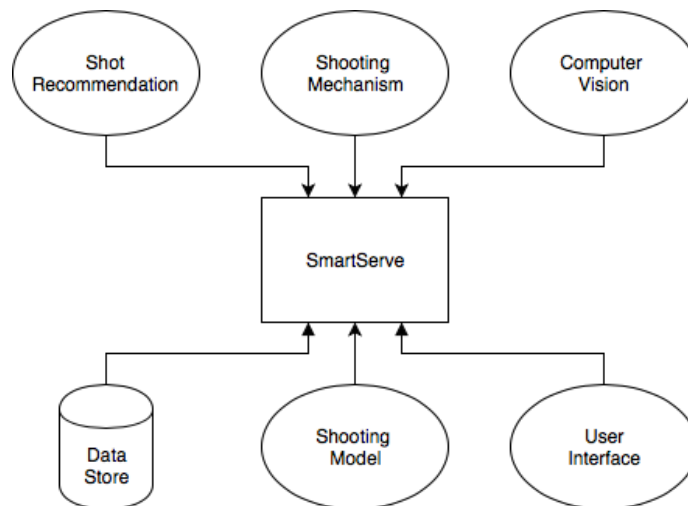 Shot
Recommendation
Shooting
Mechanism
Computer
Vision
SmartServe
Data
Store
Shooting
Model
User
Interface